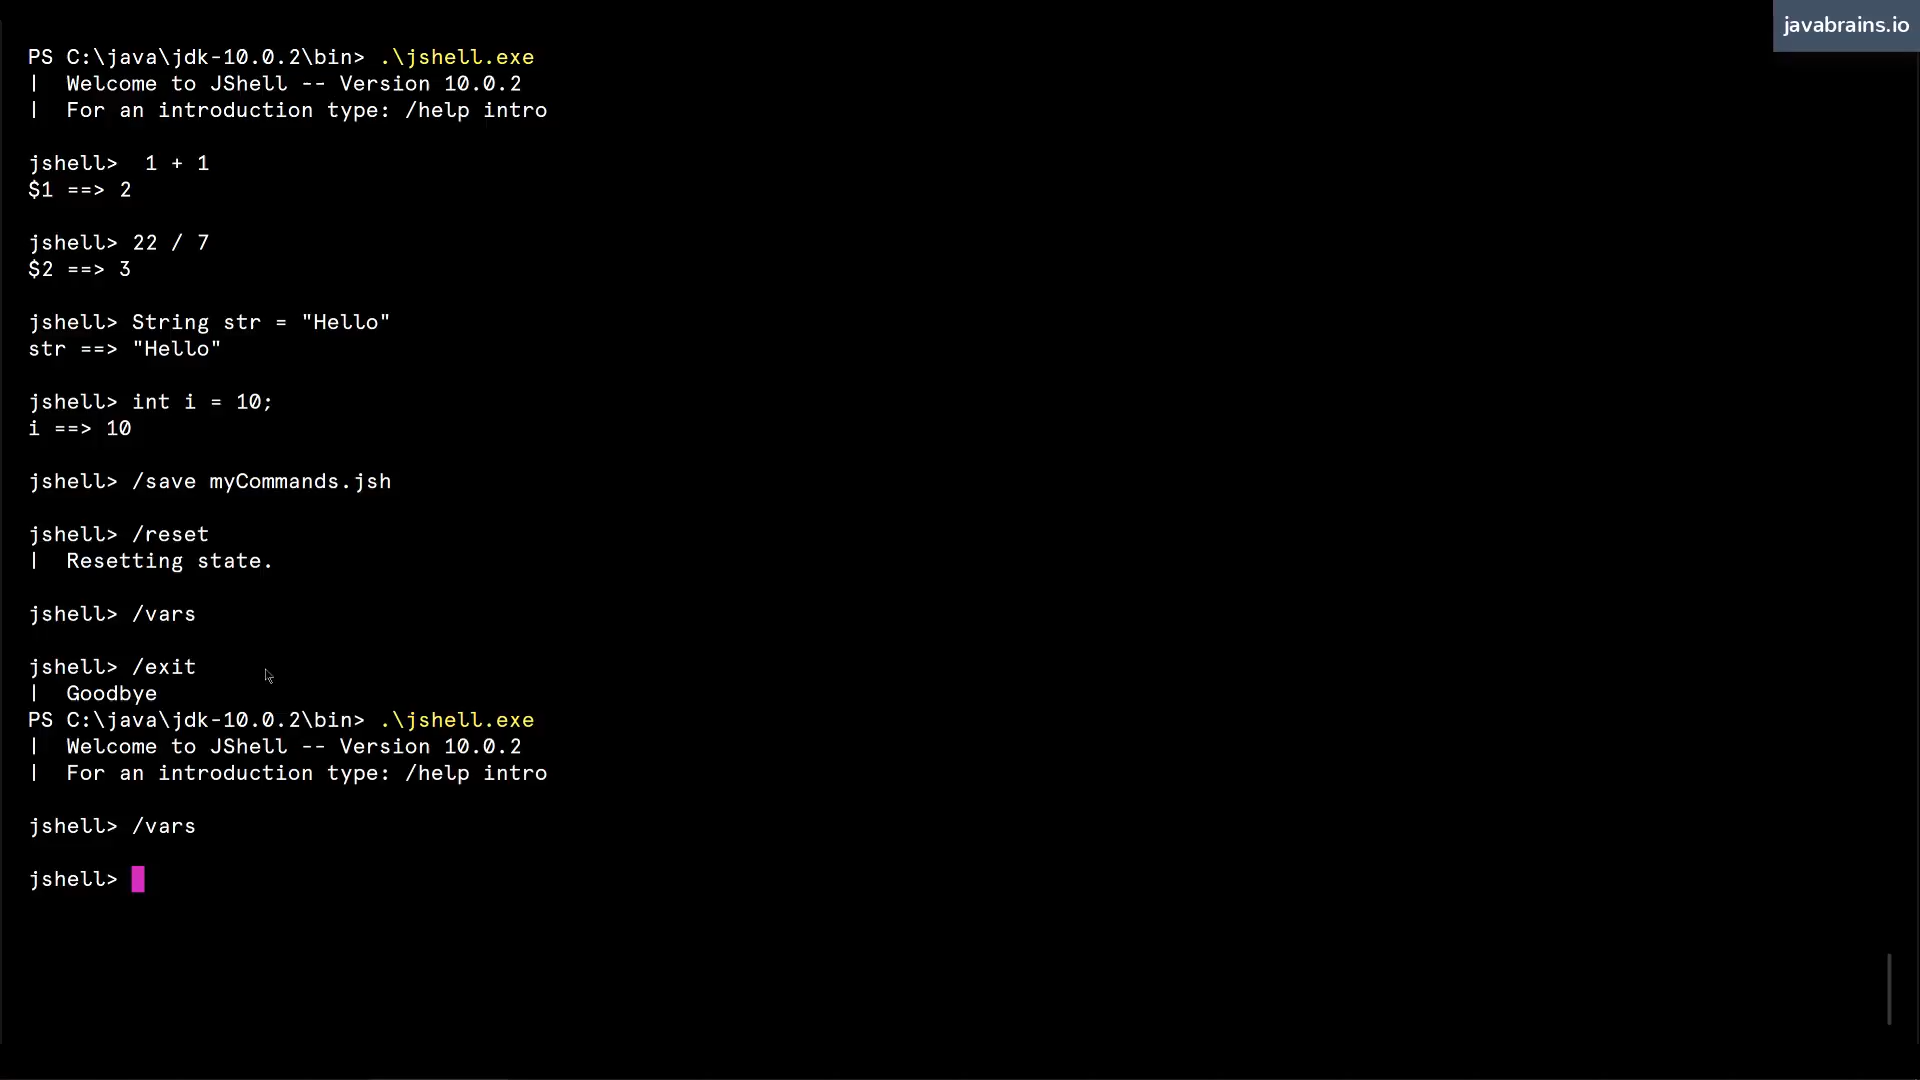 javabrains.io
PS C:\java\jdk-10.0.2\bin> .\jshell.exe
|  Welcome to JShell -- Version 10.0.2
|  For an introduction type: /help intro
jshell>  1 + 1
$1 ==> 2
jshell> 22 / 7
$2 ==> 3
jshell> String str = "Hello"
str ==> "Hello"
jshell> int i = 10;
i ==> 10
jshell> /save myCommands.jsh
jshell> /reset
|  Resetting state.
jshell> /vars
jshell> /exit
|  Goodbye
PS C:\java\jdk-10.0.2\bin> .\jshell.exe
|  Welcome to JShell -- Version 10.0.2
|  For an introduction type: /help intro
jshell> /vars
jshell>